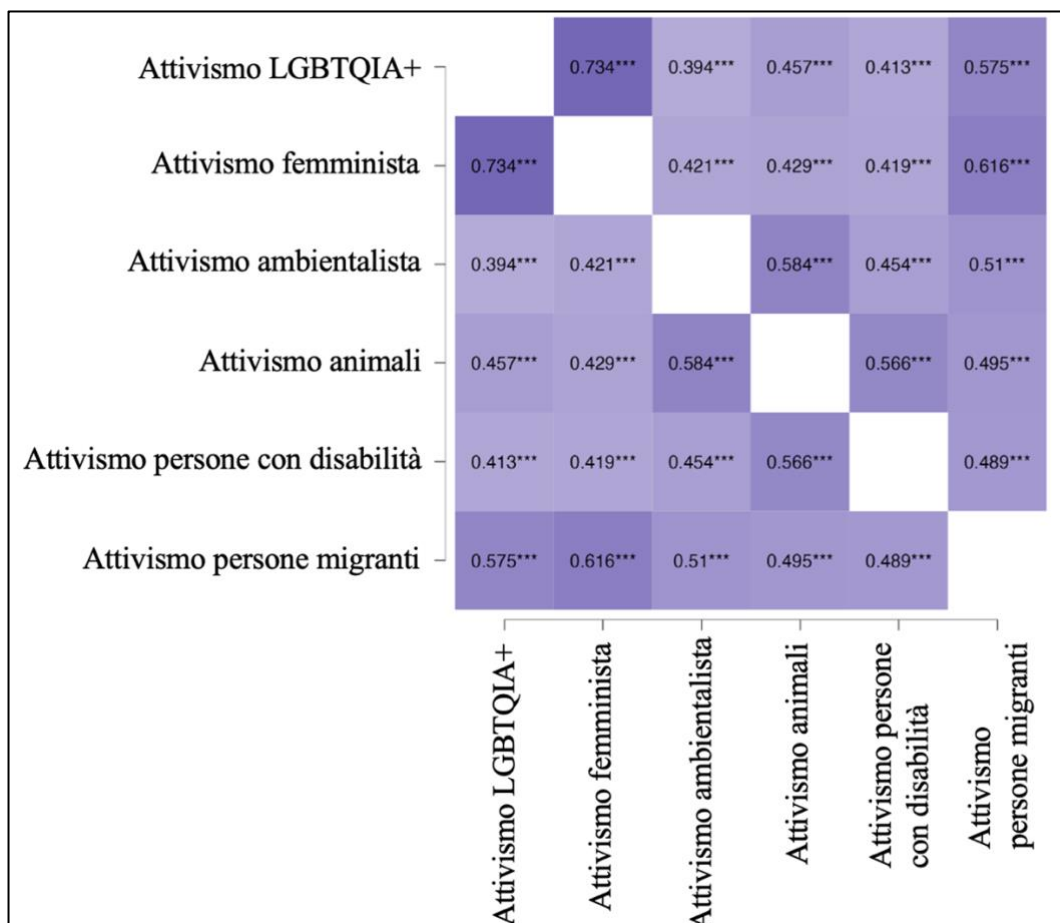 Attivismo LGBTQIA+ 0.734*** 0.394*** 0.457*** 0.413*** 0.575***
Attivismo femminista 0.734*** 0.421*** 0.429*** 0.419*** 0.616***
Attivismo ambientalista 0.394*** 0.421*** 0.584*** 0.454*** 0.51***
Attivismo animali 0.457*** 0.429*** 0.584*** 0.566*** 0.495***
Attivismo persone con disabilità 0.413*** 0.419*** 0.454*** 0.566*** 0.489***
Attivismo persone migranti 0.575*** 0.616*** 0.51*** 0.495*** 0.489***
Attivismo LGBTQIA+
Attivismo femminista
Attivismo ambientalista
Attivismo animali
Attivismo persone
con disabilità
Attivismo
persone migranti